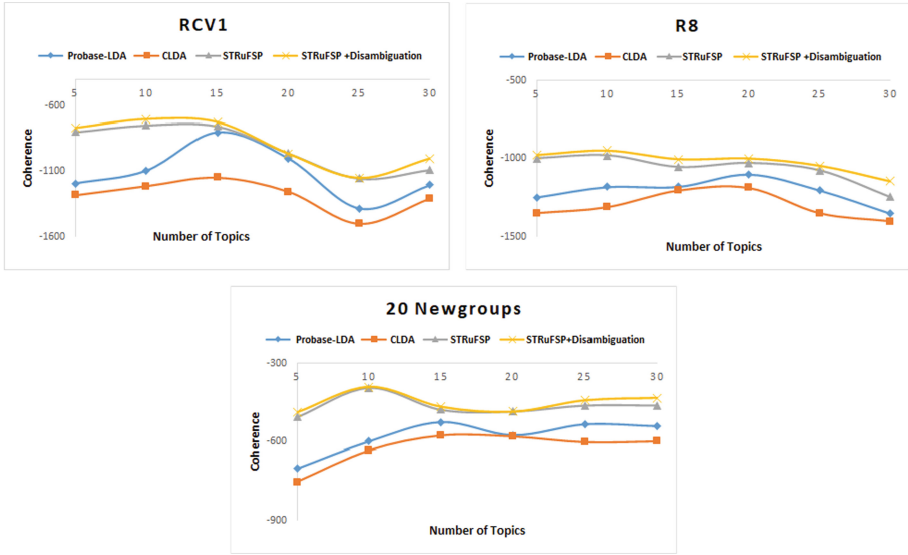 RCV1
Probase-LDA CLDA STRuFSP STRuFSP +Disambiguation
5 10 15 20 25 30
-600
-1100
-1600
Coherence
Number of Topics
R8
Probase-LDA CLDA STRuFSP STRuFSP +Disambiguation
-500
5 10 15 20 25 30
-1000
-1500
Coherence
Number of Topics
20 Newgroups
Probase-LDA CLDA STRuFSP STRuFSP+Disambiguation
-300
5 10 15 20 25 30
-600
-900
Coherence
Number of Topics